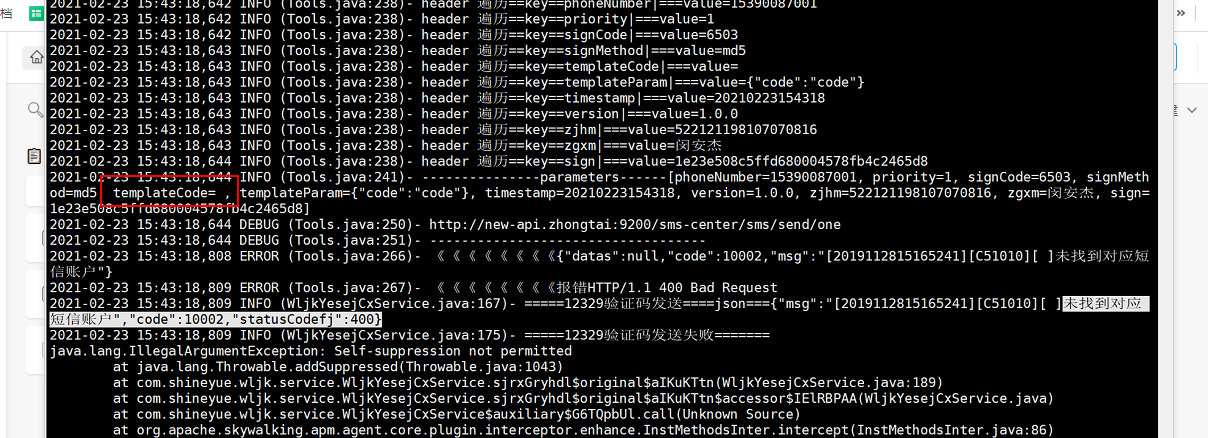 档
2021-02-23 15:43:18,642 INFO (Tools.java:238)- header 遍历==key==phoneNumber|===value=15390087001
2021-02-23 15:43:18,642 INFO (Tools.java:238)- header 遍历==key==priority|===value=1
2021-02-23 15:43:18,642 INFO (Tools.java:238)- header 遍历==key==signCode|===value=6503
2021-02-23 15:43:18,643 INFO (Tools.java:238)- header 遍历==key==signMethod|===value=md5
2021-02-23 15:43:18,643 INFO (Tools.java:238)- header 遍历==key==templateCode|===value=
2021-02-23 15:43:18,643 INFO (Tools.java:238)- header 遍历==key==templateParam|===value={"code":"code"}
2021-02-23 15:43:18,643 INFO (Tools.java:238)- header 遍历==key==timestamp|===value=20210223154318
2021-02-23 15:43:18,643 INFO (Tools.java:238)- header 遍历==key==version|===value=1.0.0
2021-02-23 15:43:18,643 INFO (Tools.java:238)- header 遍历==key==zjhm|===value=522121198107070816
2021-02-23 15:43:18,643 INFO (Tools.java:238)- header 遍历==key==zgxm|===value=闵安杰
2021-02-23 15:43:18,644 INFO (Tools.java:238)- header 遍历==key==sign|===value=1e23e508c5ffd680004578fb4c2465d8
2021-02-23 15:43:18,644 INFO (Tools.java:241)- ---------------parameters------[phoneNumber=15390087001, priority=1, signCode=6503, signMeth
od=md5, templateCode= , templateParam={"code":"code"}, timestamp=20210223154318, version=1.0.0, zjhm=522121198107070816, zgxm=闵安杰, sign=
1e23e508c5ffd680004578fb4c2465d8]
2021-02-23 15:43:18,644 DEBUG (Tools.java:250)- http://new-api.zhongtai:9200/sms-center/sms/send/one
2021-02-23 15:43:18,644 DEBUG (Tools.java:251)- ----------------------------------
2021-02-23 15:43:18,808 ERROR (Tools.java:266)- 《《《《《《《《{"datas":null,"code":10002,"msg":"[2019112815165241][C51010][ ]未找到对应短
信账户"}
2021-02-23 15:43:18,809 ERROR (Tools.java:267)- 《《《《《《《《报错HTTP/1.1 400 Bad Request
2021-02-23 15:43:18,809 INFO (WljkYesejCxService.java:167)- =====12329验证码发送====json==={"msg":"[2019112815165241][C51010][ ]未找到对应
短信账户","code":10002,"statusCodefj":400}
2021-02-23 15:43:18,809 INFO (WljkYesejCxService.java:175)- =====12329验证码发送失败=======
java.lang.IllegalArgumentException: Self-suppression not permitted
at java.lang.Throwable.addSuppressed(Throwable.java:1043)
at com.shineyue.wljk.service.WljkYesejCxService.sjrxGryhdl$original$aIKuKTtn(WljkYesejCxService.java:189)
at com.shineyue.wljk.service.WljkYesejCxService.sjrxGryhdl$original$aIKuKTtn$accessor$IElRBPAA(WljkYesejCxService.java)
at com.shineyue.wljk.service.WljkYesejCxService$auxiliary$G6TQpbUl.call(Unknown Source)
at org.apache.skywalking.apm.agent.core.plugin.interceptor.enhance.InstMethodsInter.intercept(InstMethodsInter.java:86)